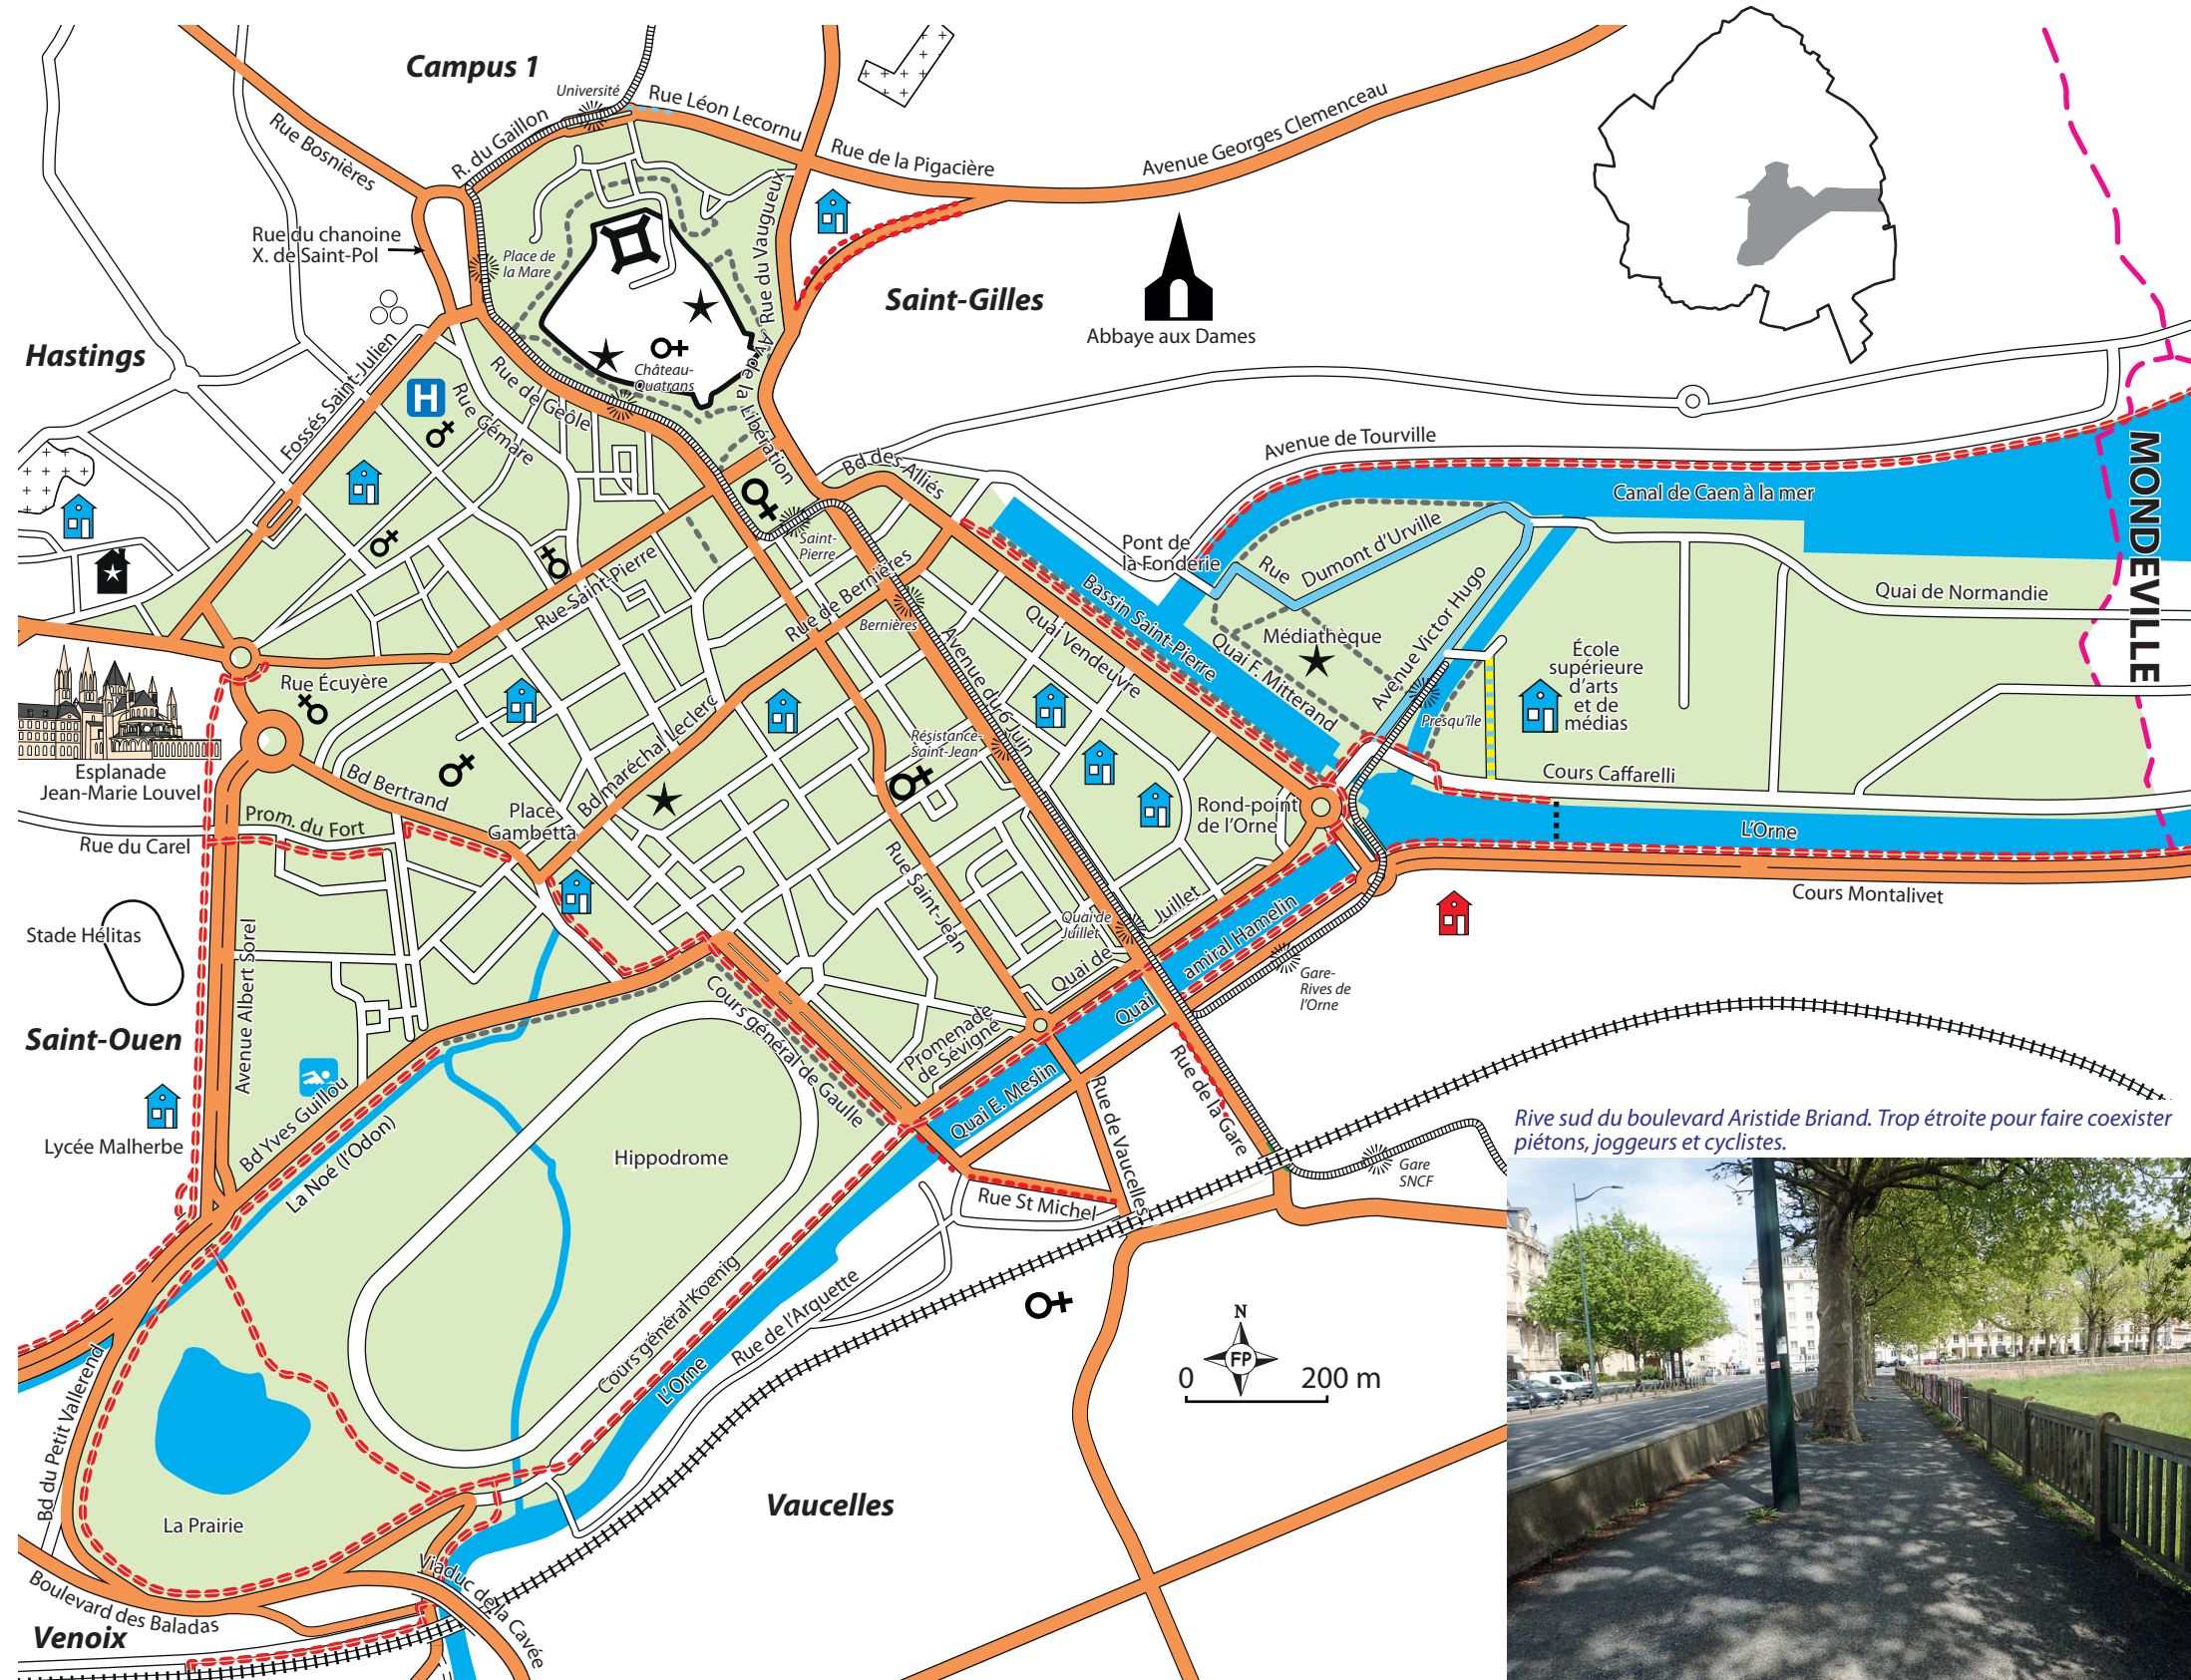 Campus 1
Université
Rue Léon Lecornu
R. du Gaillon
Rue Bosnières
Rue de la Pigacière
Avenue Georges Clemenceau
Rue du chanoine
X. de Saint-Pol
Place de
la Mare
Rue du Vaugueux
Saint-Gilles
Abbaye aux Dames
Hastings
Fossés Saint-Julien
H
Rue Gémare
Rue de Geôle
Château-
Quatrans
Av. de la Libération
Bd des Alliés
Avenue de Tourville
Canal de Caen à la mer
MONDEVILLE
Saint-
Pierre
Pont de
la Fonderie
Rue Dumont d'Urville
Bassin Saint-Pierre
Quai F. Mitterand
Médiathèque
Avenue Victor Hugo
Presqu'île
École
supérieure
d'arts
et de
médias
Quai de Normandie
Rue Saint-Pierre
Rue de Bernières
Bernières
Quai Vendeuvre
Avenue du 6 Juin
Résistance-
Saint-Jean
Rue Écuyère
Esplanade
Jean-Marie Louvel
Bd Bertrand
Place
Gambetta
Bd maréchal Leclerc
Prom. du Fort
Rue du Carel
Rond-point
de l'Orne
Cours Caffarelli
L'Orne
Cours Montalivet
Stade Hélitas
Avenue Albert Sorel
Rue Saint-Jean
Quai de
Juillet
Quai de Juillet
Quai amiral Hamelin
Gare-
Rives de
l'Orne
Saint-Ouen
Cours général de Gaulle
Promenade
de Sévigné
Quai E. Meslin
Rue de la Gare
Rue de Vaucelles
Lycée Malherbe
Bd Yves Guillou
La Noé (l'Odon)
Hippodrome
Rue St Michel
Gare
SNCF
Cours général Koenig
L'Orne
Rue de l'Arquette
Bd du Petit Vallerend
La Prairie
Vaucelles
N
FP
0 200 m
Boulevard des Baladas
Viaduc de la Cavée
Venoix
Rive sud du boulevard Aristide Briand. Trop étroite pour faire coexister
piétons, joggeurs et cyclistes.